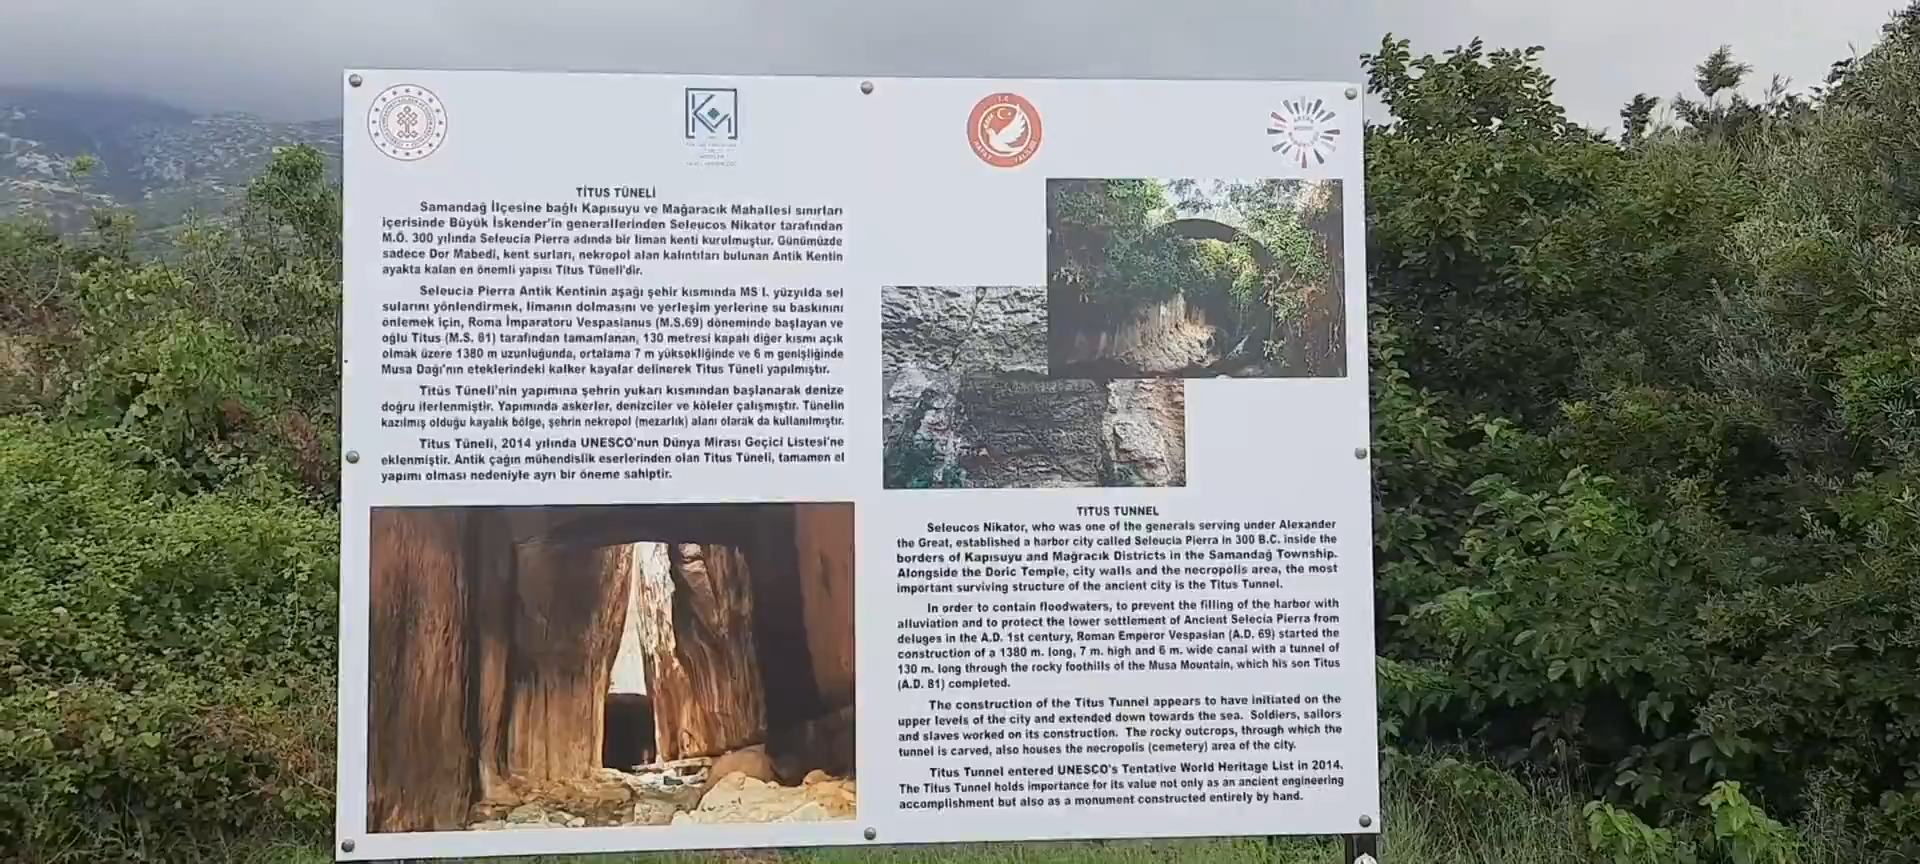 TİTUS TÜNELİ
Samandağ İlçesine bağlı Kapısuyu ve Mağaracık Mahallesi sınırları
içerisinde Büyük İskender'in generallerinden Seleucos Nikator tarafından
M.Ö. 300 yılında Seleucia Pierra adında bir liman kenti kurulmuştur. Günümüzde
sadece Dor Mabedi, kent surları, nekropol alan kalıntıları bulunan Antik Kentin
ayakta kalan en önemli yapısı Titus Tüneli'dir.
Seleucia Pierra Antik Kentinin aşağı şehir kısmında MS I. yüzyılda sel
sularını yönlendirmek, limanın dolmasını ve yerleşim yerlerine su baskınını
önlemek için, Roma İmparatoru Vespasianus (M.S.69) döneminde başlayan ve
oğlu Titus (M.S. 81) tarafından tamamlanan, 130 metresi kapalı diğer kısmı açık
olmak üzere 1380 m uzunluğunda, ortalama 7 m yüksekliğinde ve 6 m genişliğinde
Musa Dağı'nın eteklerindeki kalker kayalar delinerek Titus Tüneli yapılmıştır.
Titüs Tüneli'nin yapımına şehrin yukarı kısmından başlanarak denize
doğru ilerlenmiştir. Yapımında askerler, denizciler ve köleler çalışmıştır. Tünelin
kazılmış olduğu kayalık bölge, şehrin nekropol (mezarlık) alanı olarak da kullanılmıştır.
Titus Tüneli, 2014 yılında UNESCO'nun Dünya Mirası Geçici Listesi'ne
eklenmiştir. Antik çağın mühendislik eserlerinden olan Titus Tüneli, tamamen el
yapımı olması nedeniyle ayrı bir öneme sahiptir.
TITUS TUNNEL
Seleucos Nikator, who was one of the generals serving under Alexander
the Great, established a harbor city called Seleucia Pierra in 300 B.C. inside the
borders of Kapısuyu and Mağracık Districts in the Samandağ Township.
Alongside the Doric Temple, city walls and the necropolis area, the most
important surviving structure of the ancient city is the Titus Tunnel.
In order to contain floodwaters, to prevent the filling of the harbor with
alluviation and to protect the lower settlement of Ancient Selecia Pierra from
deluges in the A.D. 1st century, Roman Emperor Vespasian (A.D. 69) started the
construction of a 1380 m. long, 7 m. high and 6 m. wide canal with a tunnel of
130 m. long through the rocky foothills of the Musa Mountain, which his son Titus
(A.D. 81) completed.
The construction of the Titus Tunnel appears to have initiated on the
upper levels of the city and extended down towards the sea. Soldiers, sailors
and slaves worked on its construction. The rocky outcrops, through which the
tunnel is carved, also houses the necropolis (cemetery) area of the city.
Titus Tunnel entered UNESCO's Tentative World Heritage List in 2014.
The Titus Tunnel holds importance for its value not only as an ancient engineering
accomplishment but also as a monument constructed entirely by hand.